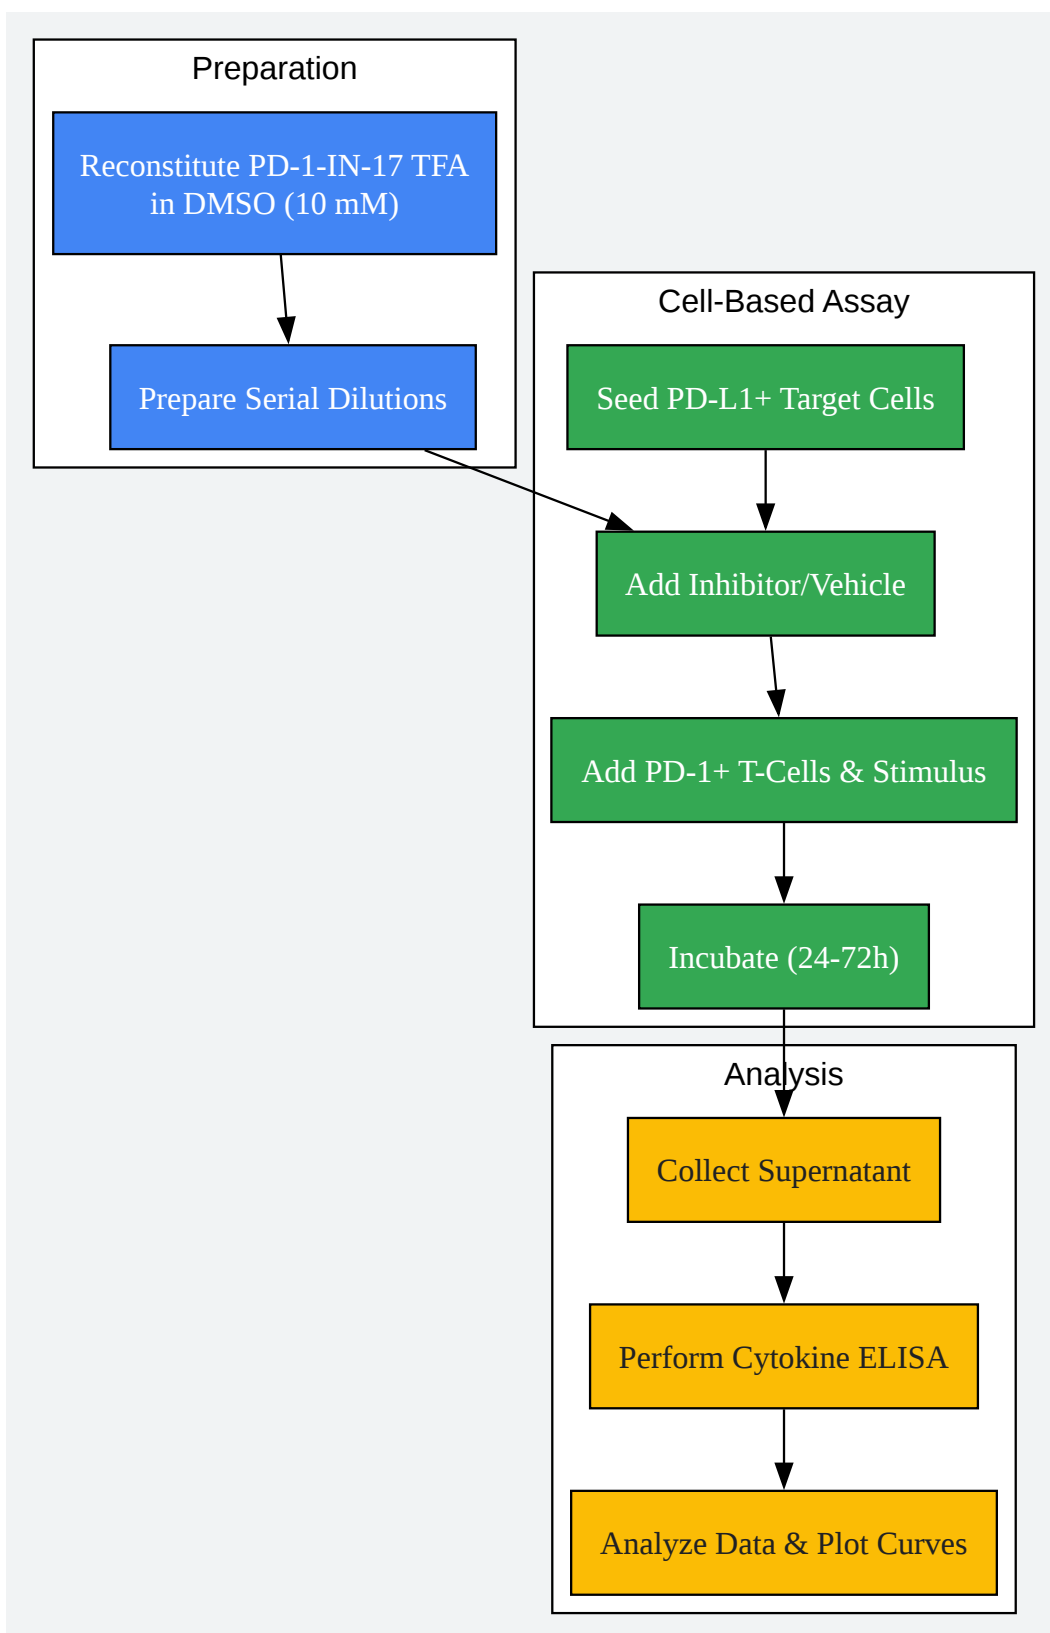 Preparation
Reconstitute PD-1-IN-17 TFA
in DMSO (10 mM)
Prepare Serial Dilutions
Cell-Based Assay
Seed PD-L1+ Target Cells
Add Inhibitor/Vehicle
Add PD-1+ T-Cells & Stimulus
Incubate (24-72h)
Analysis
Collect Supernatant
Perform Cytokine ELISA
Analyze Data & Plot Curves